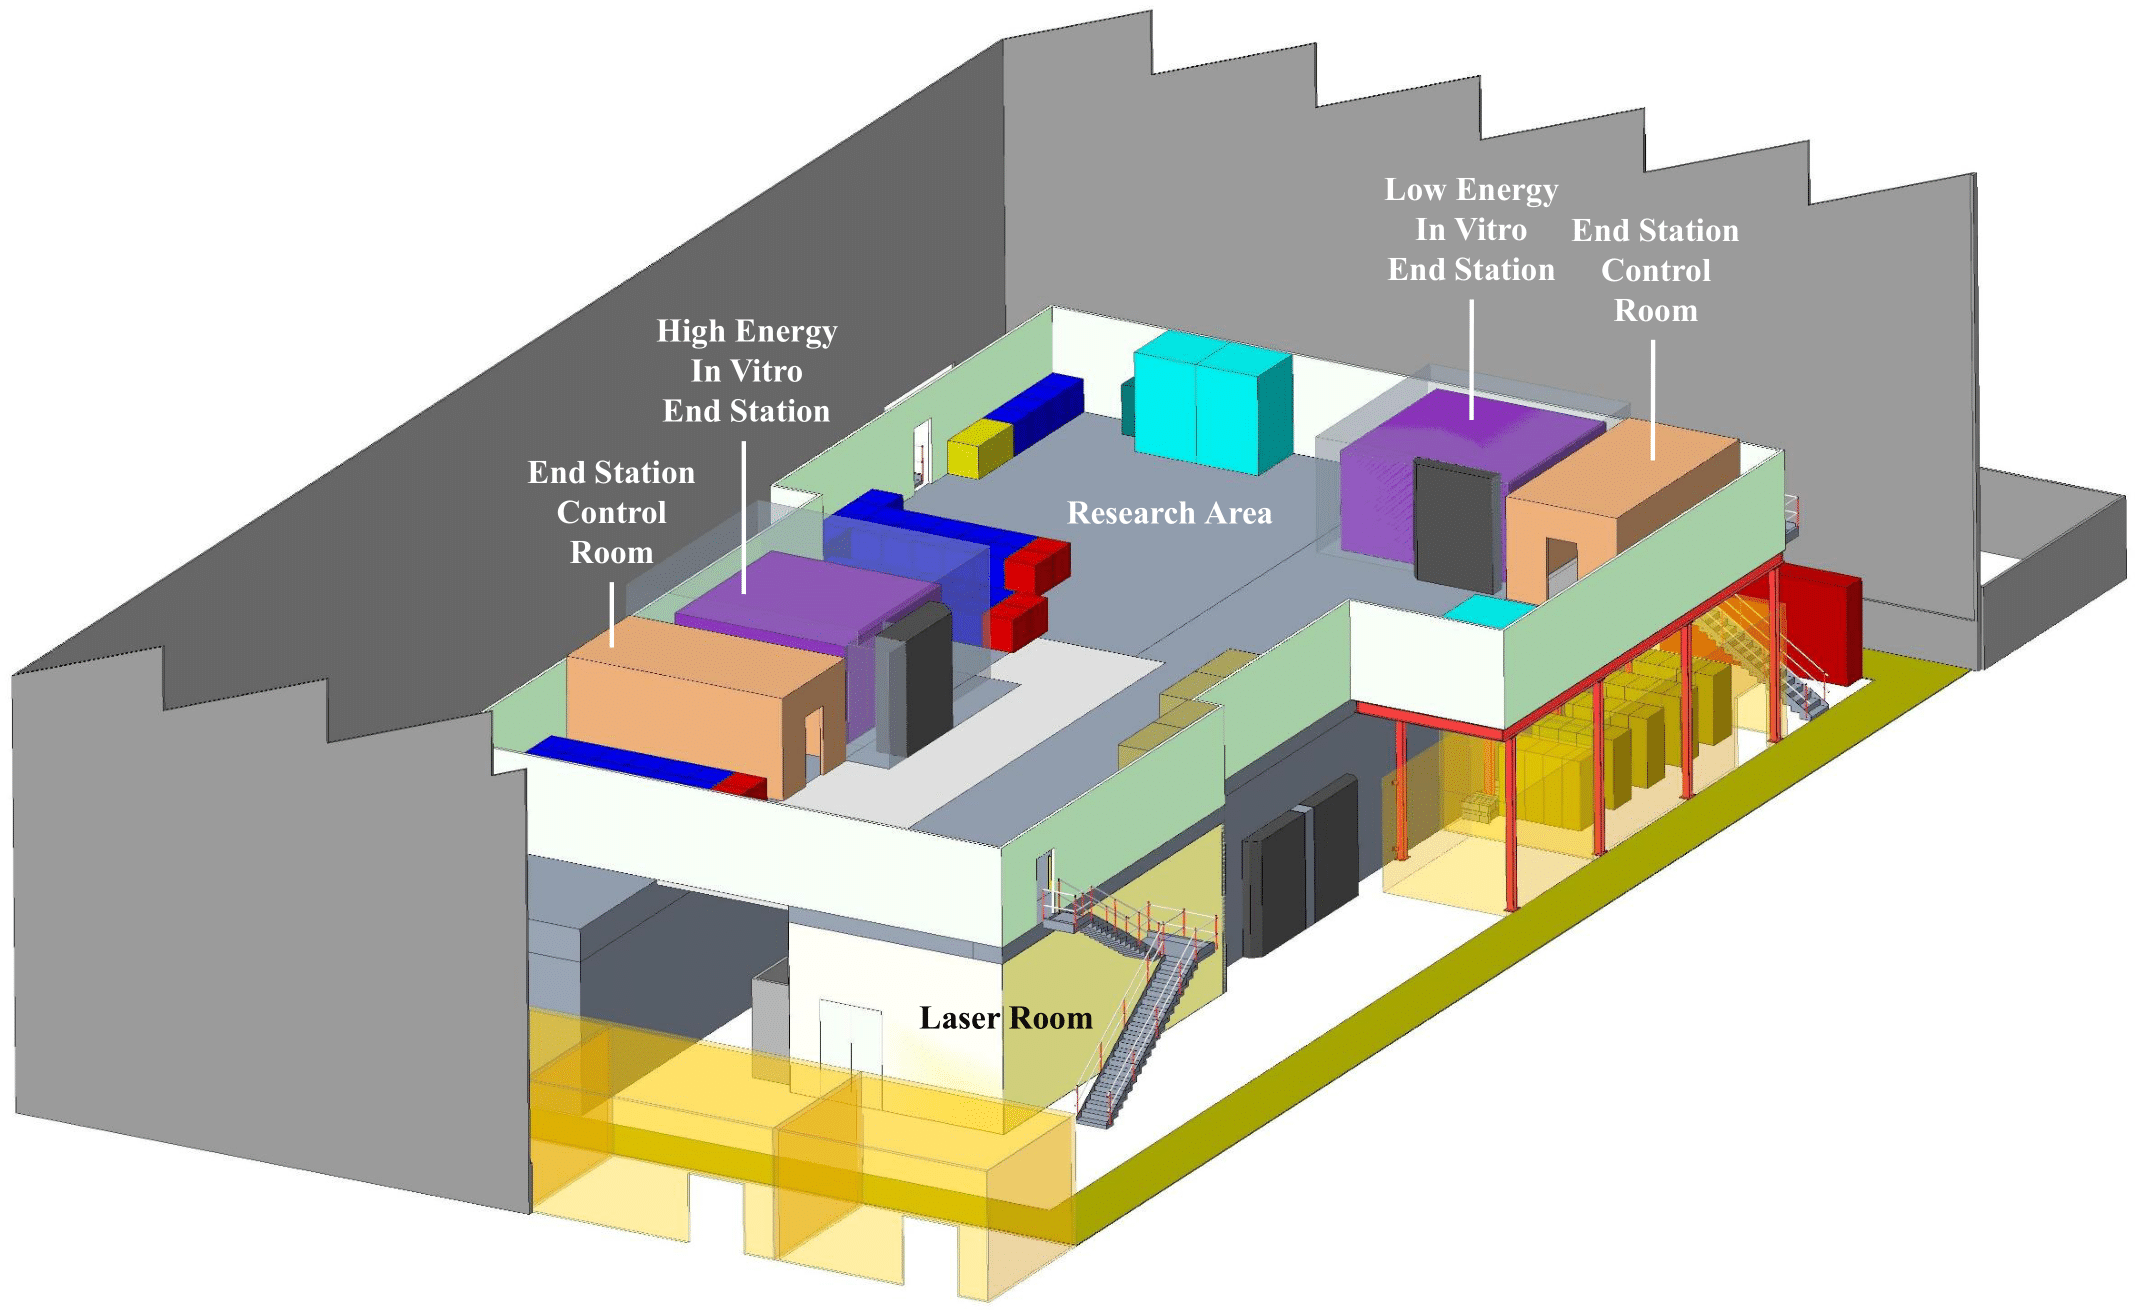 Low Energy
In Vitro
End Station
End Station
Control
Room
High Energy
In Vitro
End Station
End Station
Control
Room
Research Area
Laser Room